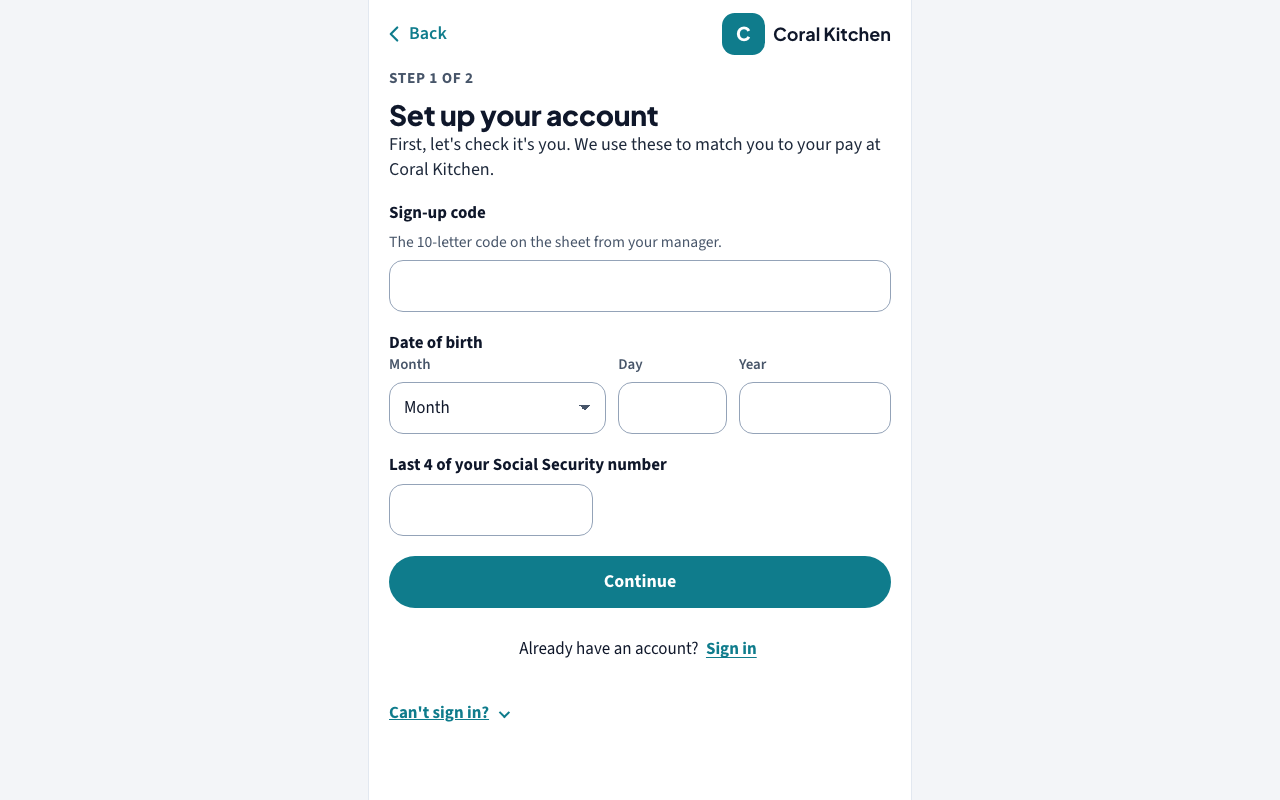 Back
C Coral Kitchen
STEP 1 OF 2
Set up your account
First, let's check it's you. We use these to match you to your pay at
Coral Kitchen.
Sign-up code
The 10-letter code on the sheet from your manager.
Date of birth
Month Day Year
Month
Last 4 of your Social Security number
Continue
Already have an account? Sign in
Can't sign in?